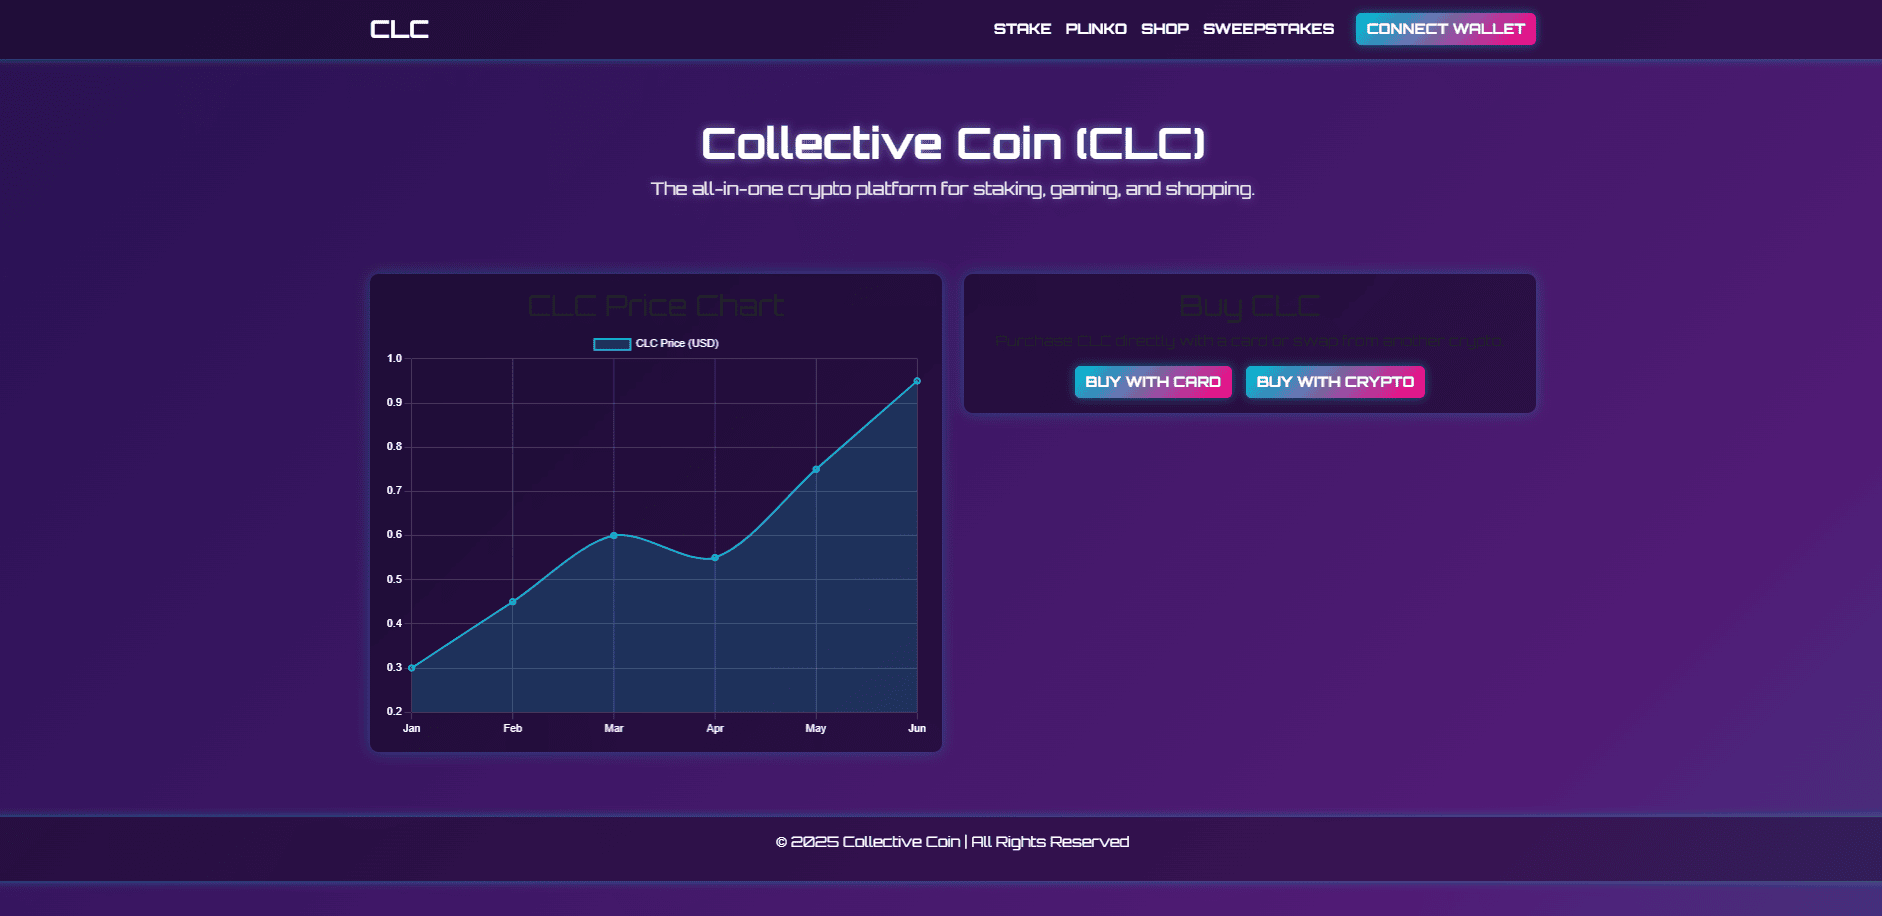 CLC
STAKE PLINKO SHOP SWEEPSTAKES CONNECT WALLET
Collective Coin (CLC)
The all-in-one crypto platform for staking, gaming, and shopping.
CLC Price Chart
CLC Price (USD)
1.0
0.9
0.8
0.7
0.6
0.5
0.4
0.3
0.2
Jan Feb Mar Apr May Jun
Buy CLC
Purchase CLC directly with a card or swap from another crypto.
BUY WITH CARD BUY WITH CRYPTO
© 2025 Collective Coin | All Rights Reserved